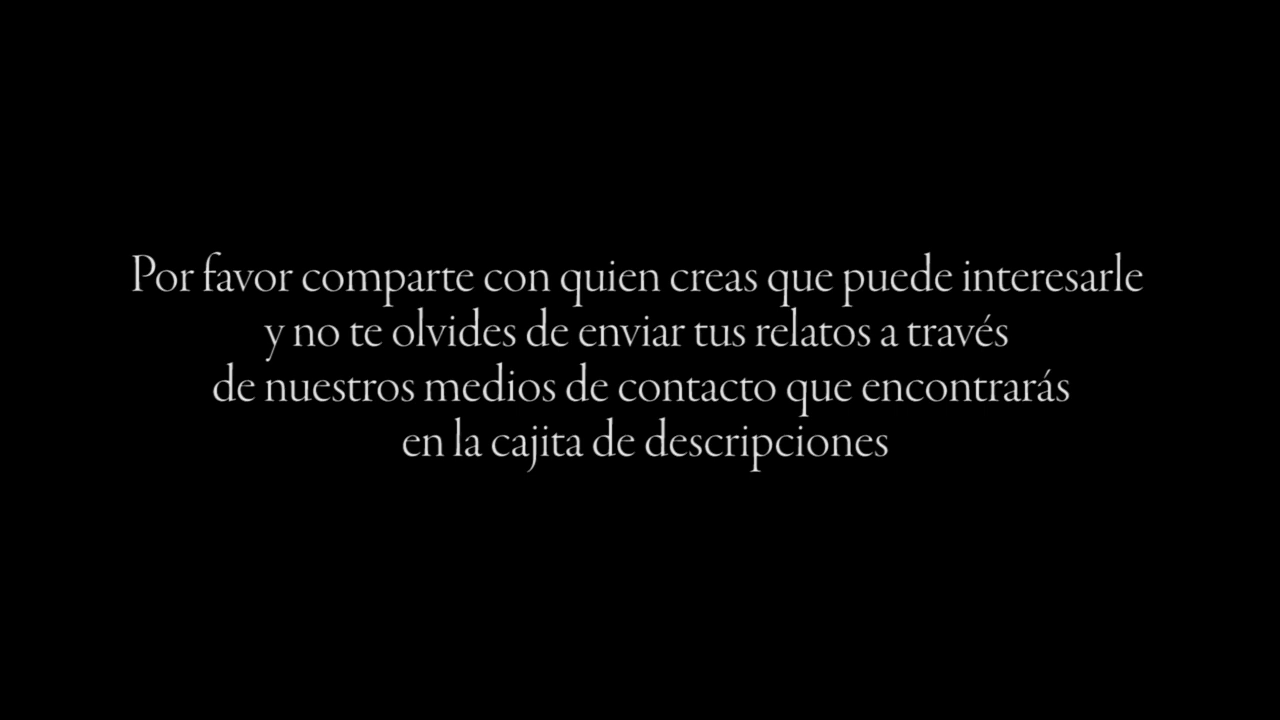 Por favor comparte con quien creas que puede interesarle
y no te olvides de enviar tus relatos a través
de nuestros medios de contacto que encontrarás
en la cajita de descripciones